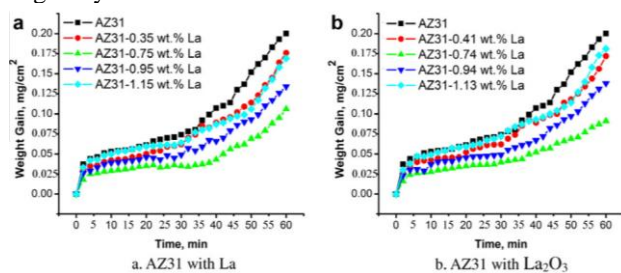 a
AZ31
AZ31-0.35 wt.% La
AZ31-0.75 wt.% La
AZ31-0.95 wt.% La
AZ31-1.15 wt.% La
Weight Gain, mg/cm²
0.20
0.175
0.150
0.125
0.100
0.075
0.050
0.025
0.00
0 5 10 15 20 25 30 35 40 45 50 55 60
Time, min
a. AZ31 with La
b
AZ31
AZ31-0.41 wt.% La
AZ31-0.74 wt.% La
AZ31-0.94 wt.% La
AZ31-1.13 wt.% La
Weight Gain, mg/cm²
0.20
0.175
0.150
0.125
0.100
0.075
0.050
0.025
0.00
0 5 10 15 20 25 30 35 40 45 50 55 60
Time, min
b. AZ31 with La₂O₃